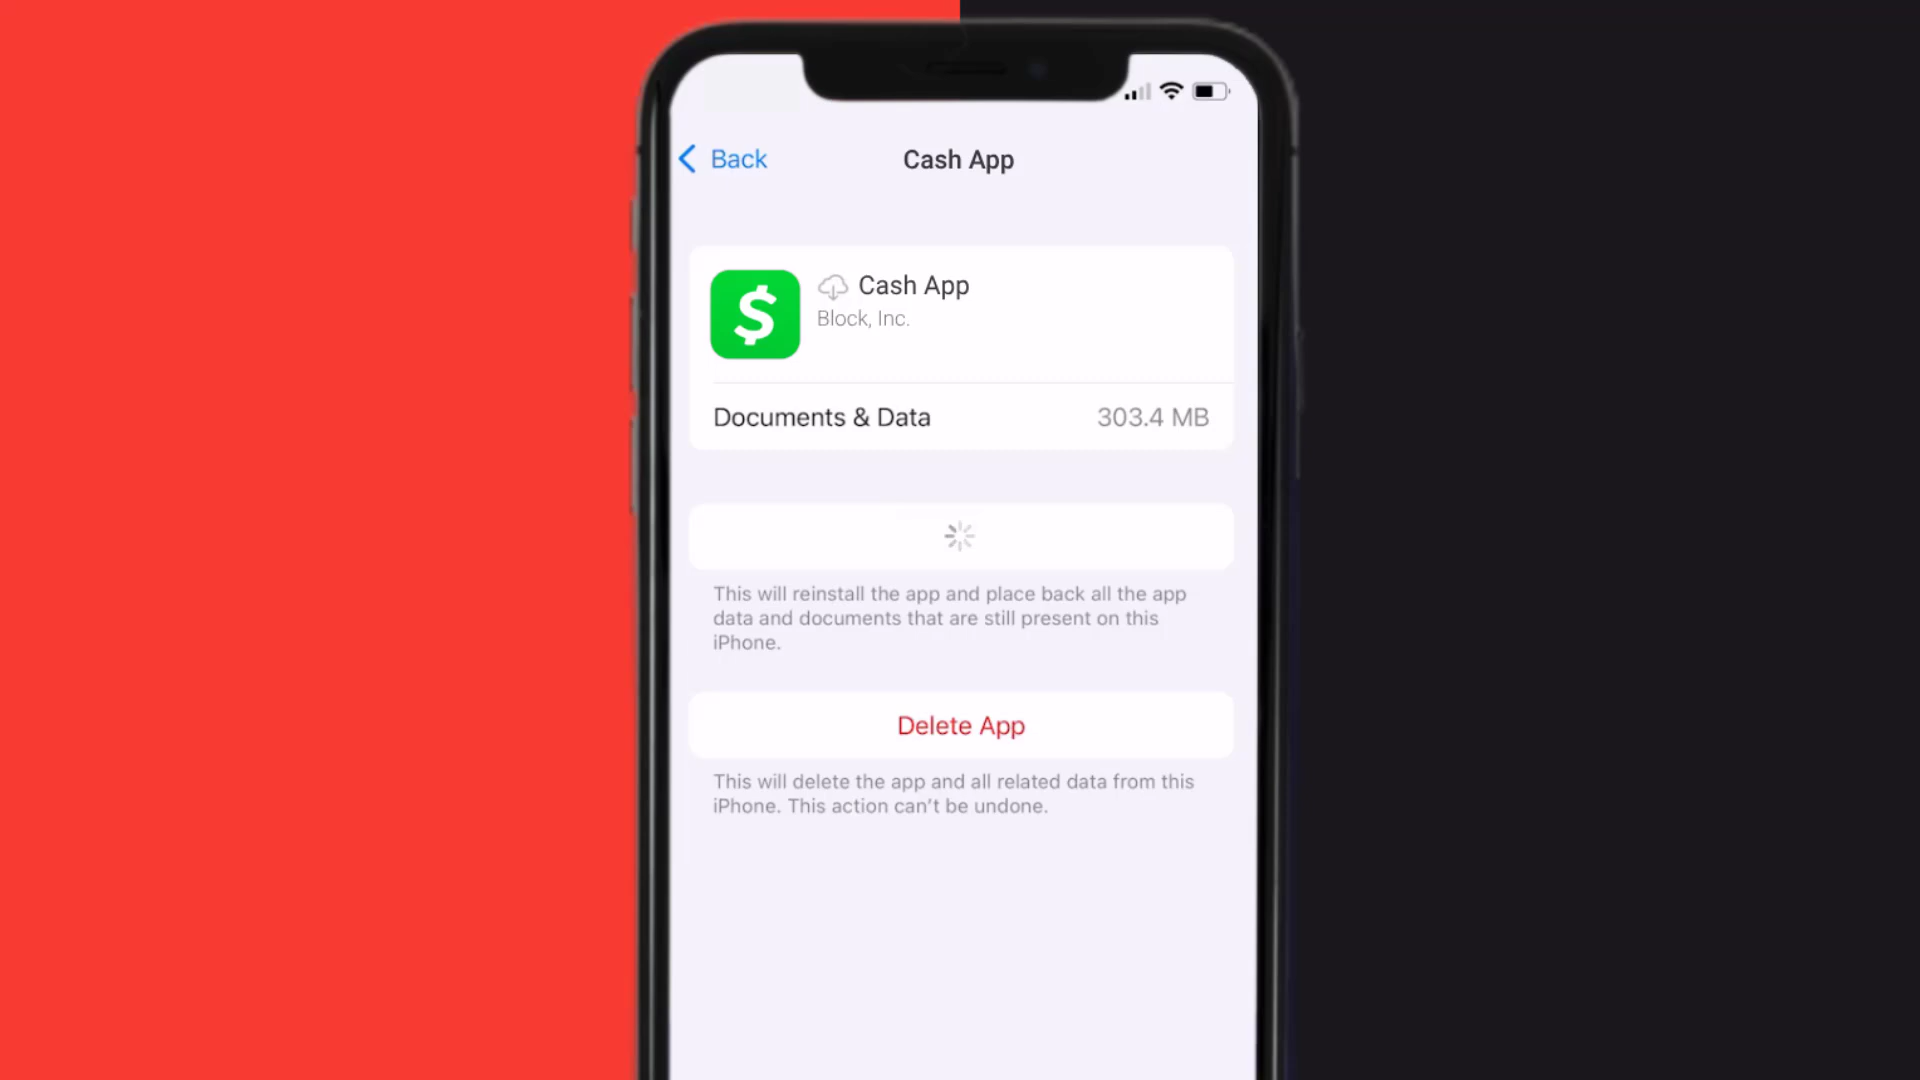 Back
Cash App
$
Cash App
Block, Inc.
Documents & Data
303.4 MB
This will reinstall the app and place back all the app
data and documents that are still present on this
iPhone.
Delete App
This will delete the app and all related data from this
iPhone. This action can’t be undone.